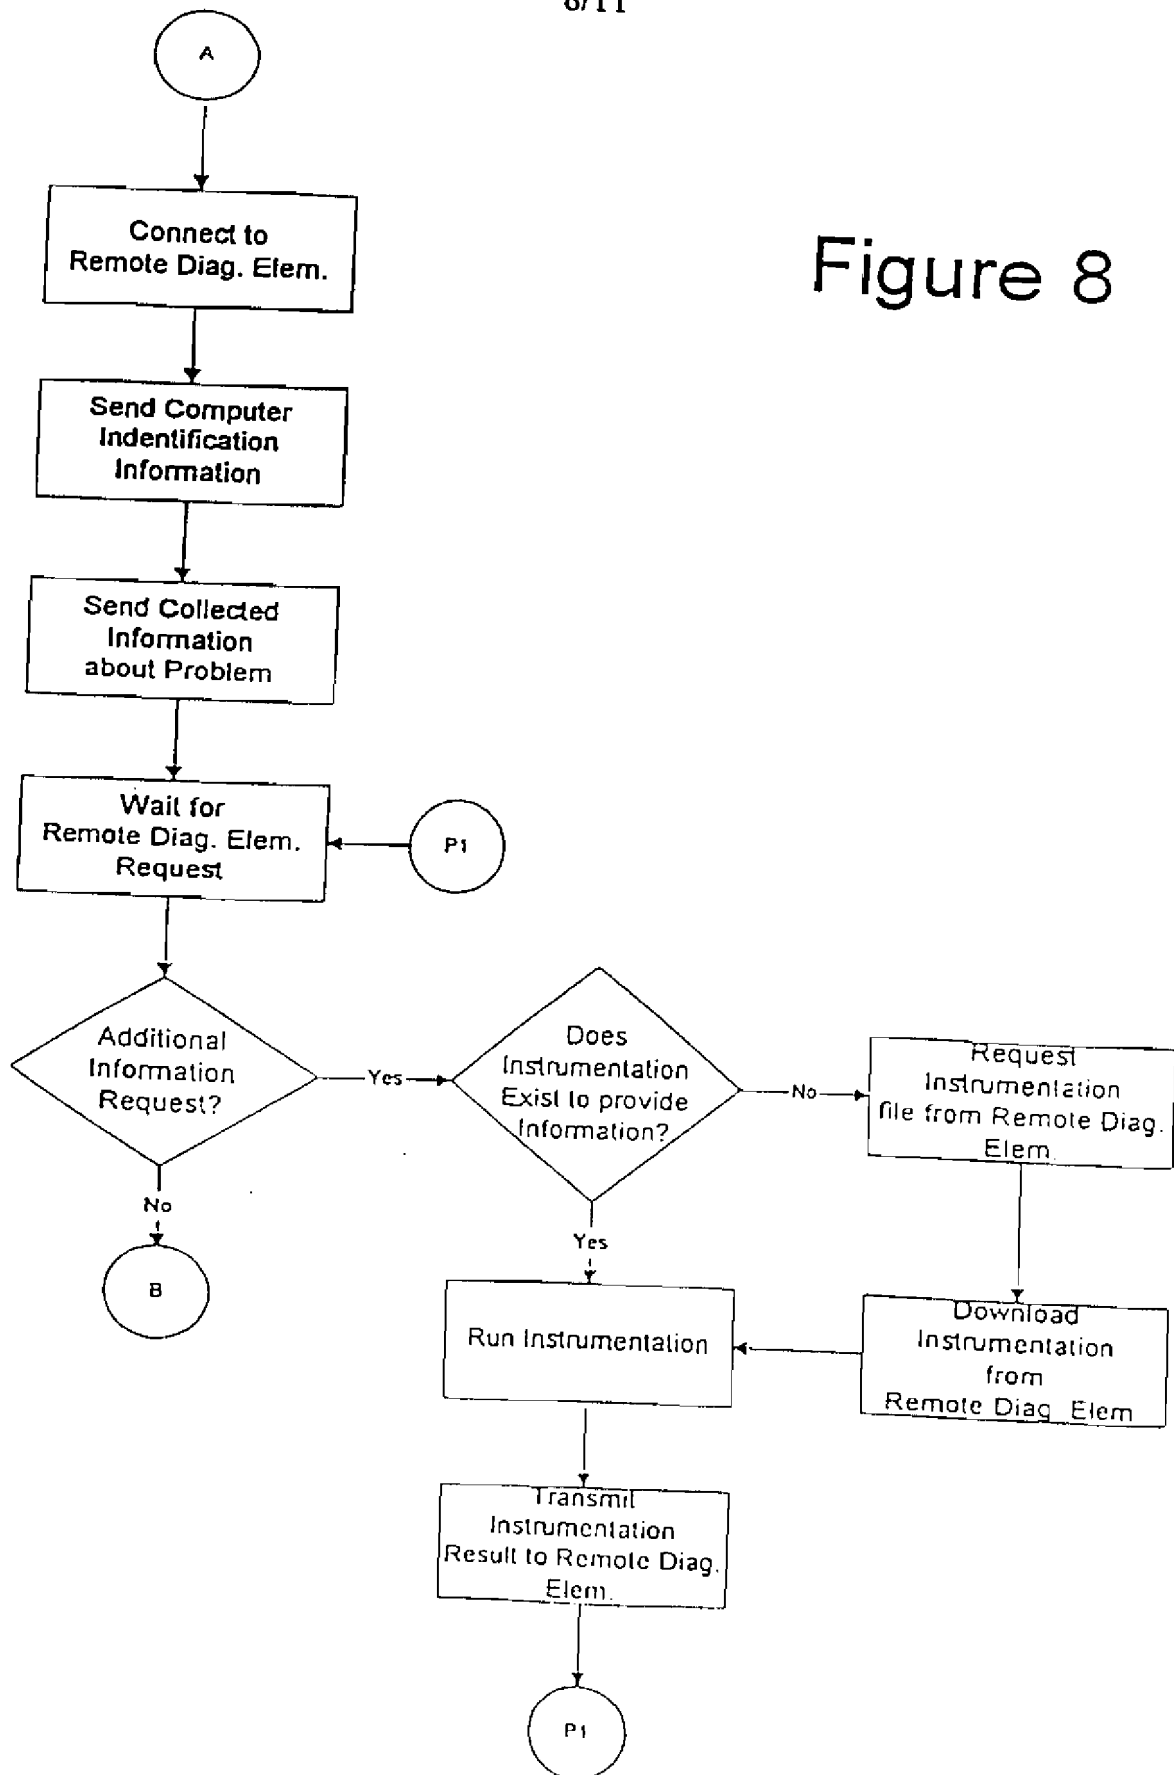 8/11
A
Figure 8
Connect to
Remote Diag. Elem.
Send Computer
Indentification
Information
Send Collected
Information
about Problem
Wait for
Remote Diag. Elem.
Request
P1
Additional
Information
Request?
Yes
Does
Instrumentation
Exist to provide
Information?
No
Request
Instrumentation
file from Remote Diag.
Elem.
No
Yes
B
Run Instrumentation
Download
Instrumentation
from
Remote Diag. Elem
Transmit
Instrumentation
Result to Remote Diag.
Elem.
P1